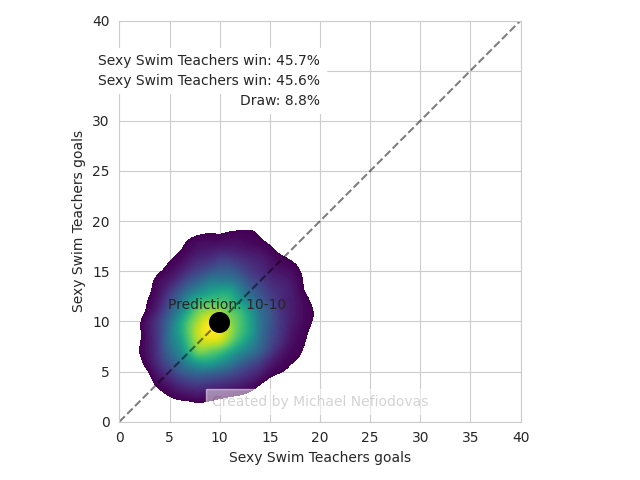 Sexy Swim Teachers win: 45.7%
Sexy Swim Teachers win: 45.6%
Draw: 8.8%
Prediction: 10-10
Created by Michael Nefiodovas
Sexy Swim Teachers goals
40
30
25
20
15
10
5
0
0
5
10
15
20
25
30
35
40
Sexy Swim Teachers goals